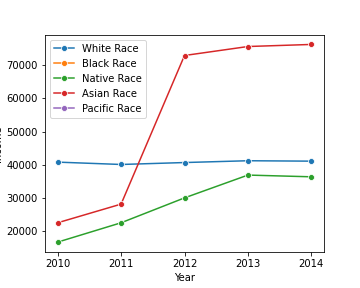 White Race
Black Race
Native Race
Asian Race
Pacific Race
70000
60000
50000
40000
30000
20000
2010 2011 2012 2013 2014
Year